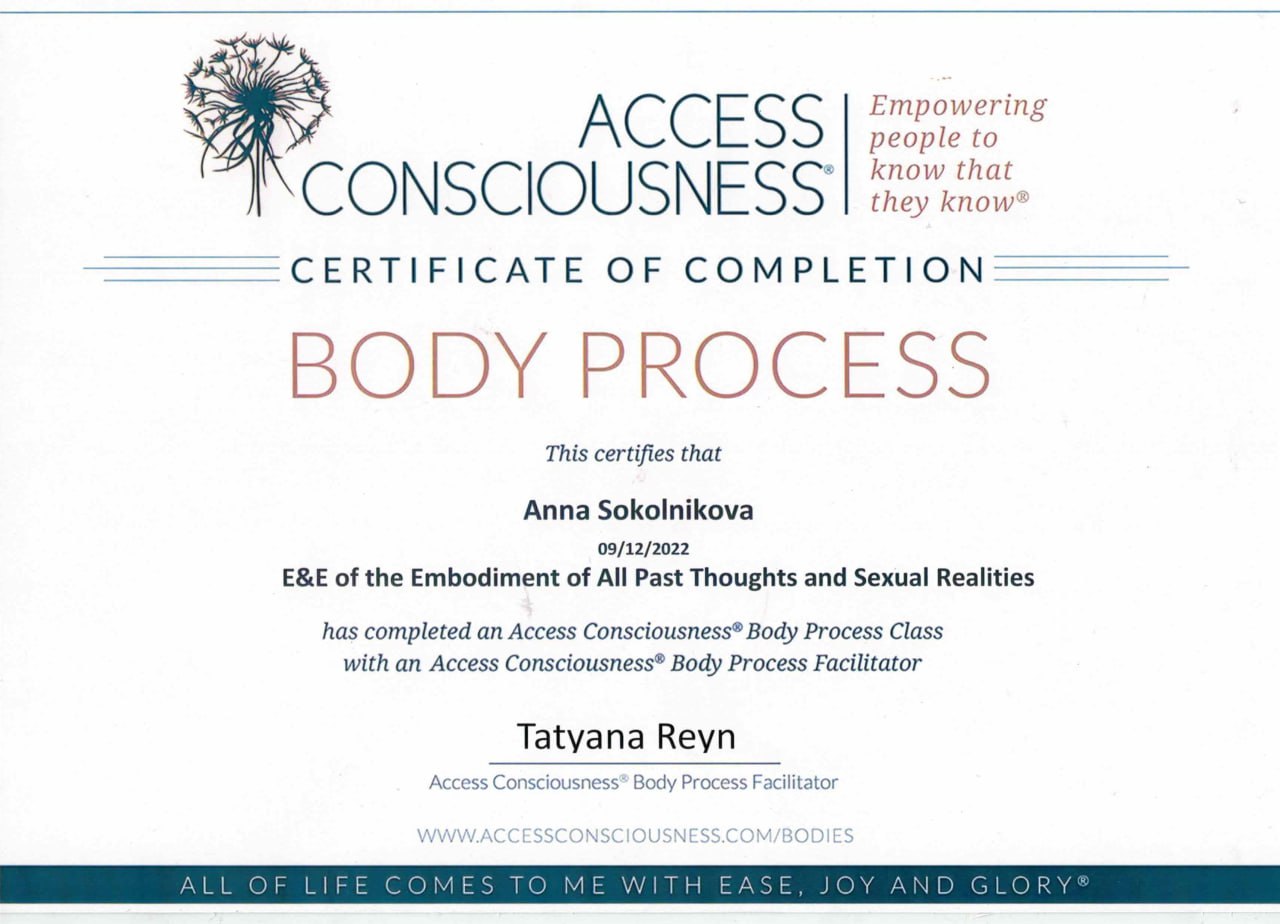 ACCESS
CONSCIOUSNESS®
Empowering
people to
know that
they know®
CERTIFICATE OF COMPLETION
BODY PROCESS
This certifies that
Anna Sokolnikova
09/12/2022
E&E of the Embodiment of All Past Thoughts and Sexual Realities
has completed an Access Consciousness® Body Process Class
with an Access Consciousness® Body Process Facilitator
Tatyana Reyn
Access Consciousness® Body Process Facilitator
WWW.ACCESSCONSCIOUSNESS.COM/BODIES
ALL OF LIFE COMES TO ME WITH EASE, JOY AND GLORY®